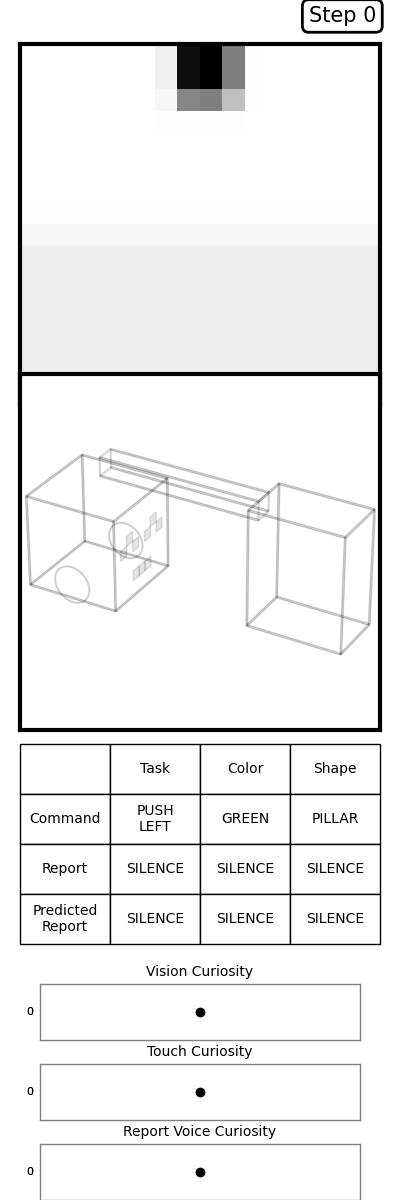 Step 0
Task Color Shape
Command PUSH LEFT GREEN PILLAR
Report SILENCE SILENCE SILENCE
Predicted Report SILENCE SILENCE SILENCE
Vision Curiosity
0
Touch Curiosity
0
Report Voice Curiosity
0